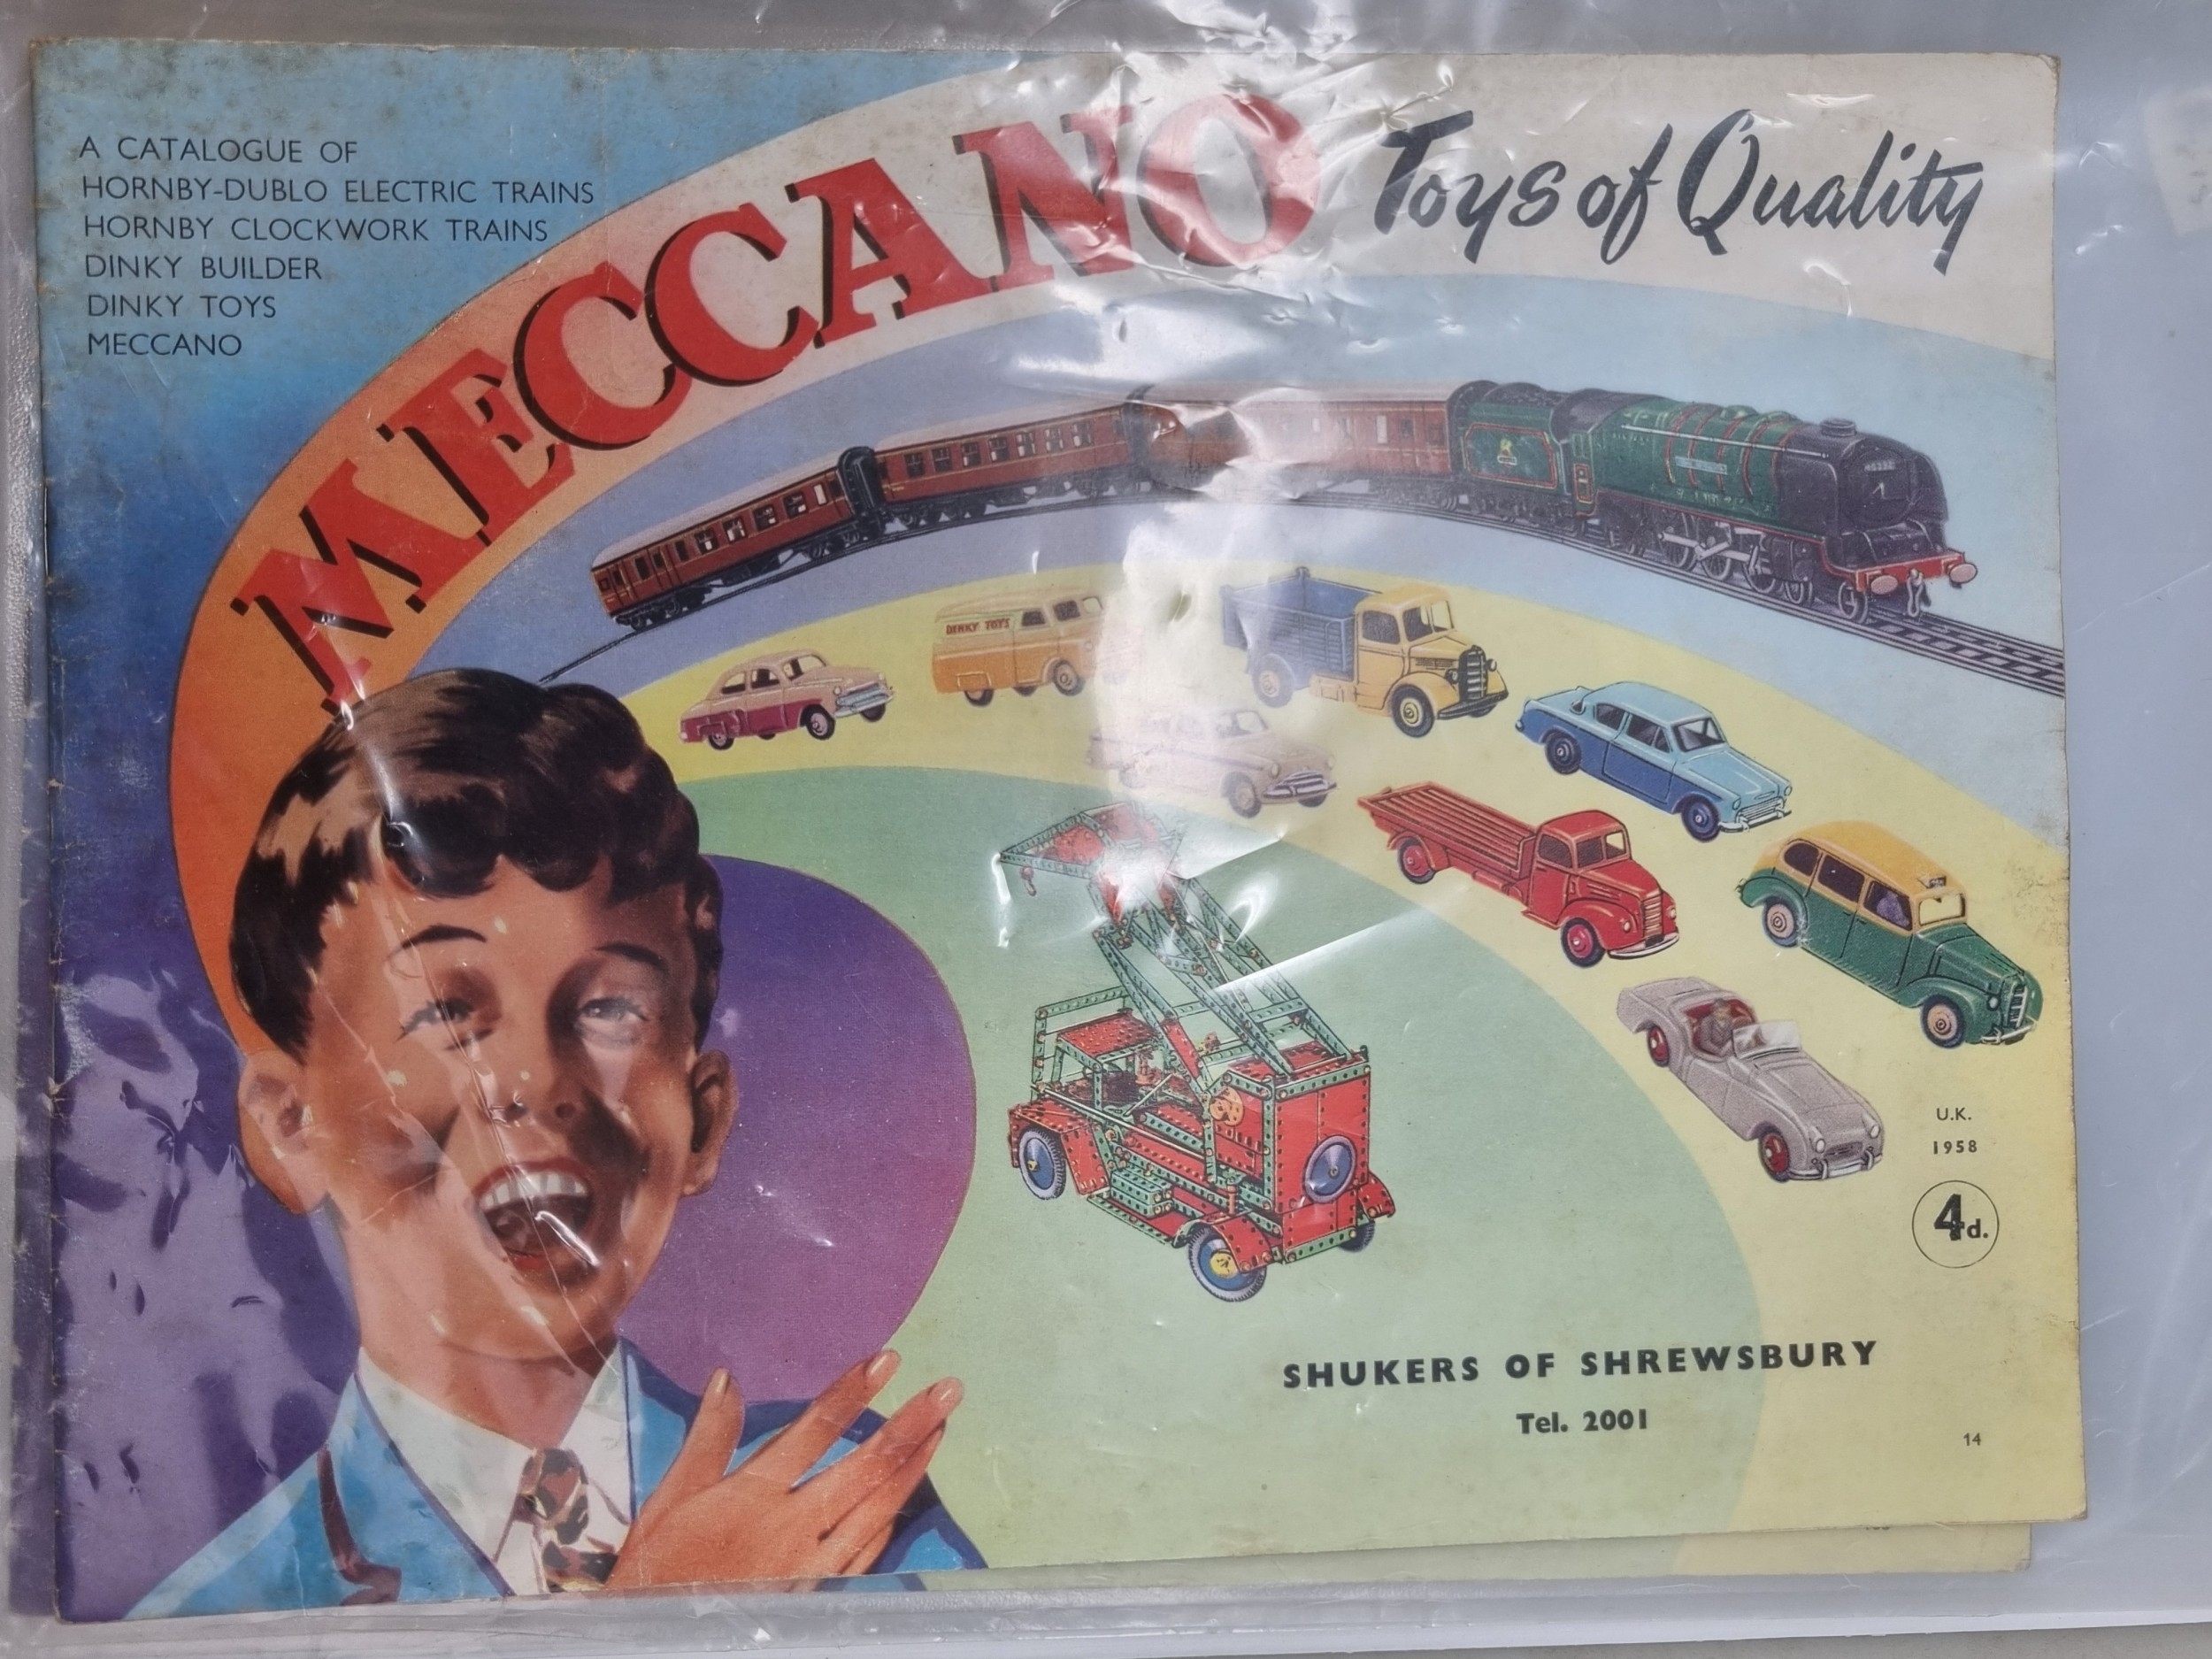 A CATALOGUE OF
HORNBY-DUBLO ELECTRIC TRAINS
HORNBY CLOCKWORK TRAINS
DINKY BUILDER
DINKY TOYS
MECCANO
MECCANO
Toys of Quality
DINKY TOYS
U.K.
1958
4d.
SHUKERS OF SHREWSBURY
Tel. 2001
14